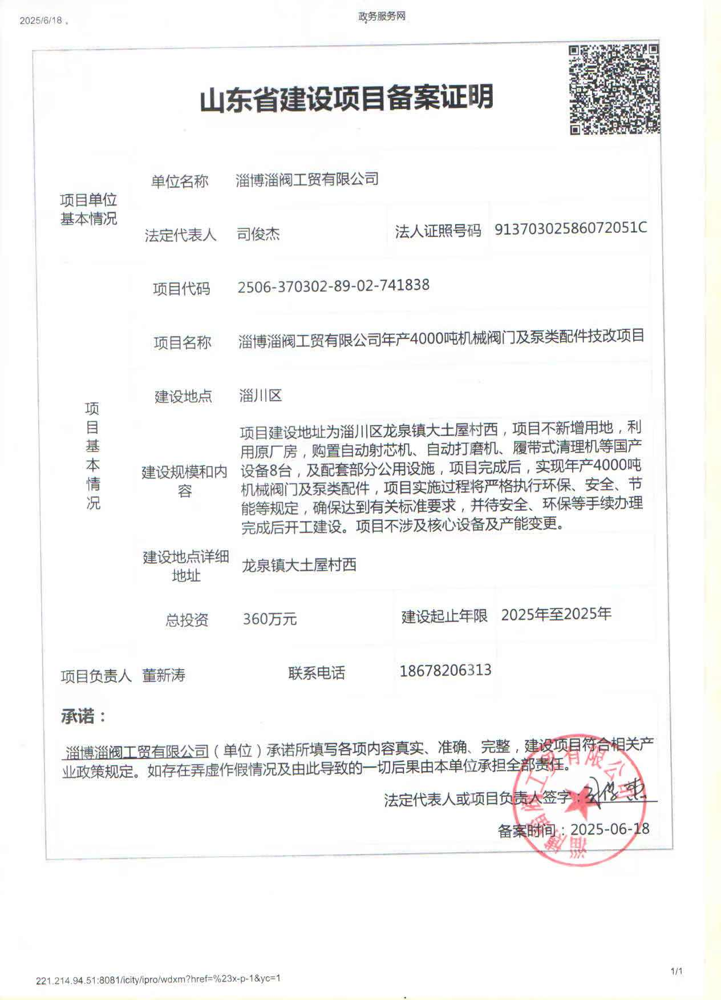 2025/6/18
政务服务网
山东省建设项目备案证明
项目单位
基本情况
单位名称 淄博淄阀工贸有限公司
法定代表人 司俊杰 法人证照号码 91370302586072051C
项目基本情况
项目代码 2506-370302-89-02-741838
项目名称 淄博淄阀工贸有限公司年产4000吨机械阀门及泵类配件技改项目
建设地点 淄川区
建设规模和内
容
项目建设地址为淄川区龙泉镇大土屋村西，项目不新增用地，利
用原厂房，购置自动射芯机、自动打磨机、履带式清理机等国产
设备8台，及配套部分公用设施，项目完成后，实现年产4000吨
机械阀门及泵类配件，项目实施过程将严格执行环保、安全、节
能等规定，确保达到有关标准要求，并待安全、环保等手续办理
完成后开工建设。项目不涉及核心设备及产能变更。
建设地点详细
地址
龙泉镇大土屋村西
总投资 360万元 建设起止年限 2025年至2025年
项目负责人 董新涛 联系电话 18678206313
承诺：
淄博淄阀工贸有限公司（单位）承诺所填写各项内容真实、准确、完整，建设项目符合相关产
业政策规定。如存在弄虚作假情况及由此导致的一切后果由本单位承担全部责任。
法定代表人或项目负责人签字：
备案时间：2025-06-18
淄博淄阀工贸有限公司
221.214.94.51:8081/icity/ipro/wdxm?href=%23x-p-1&yc=1
1/1